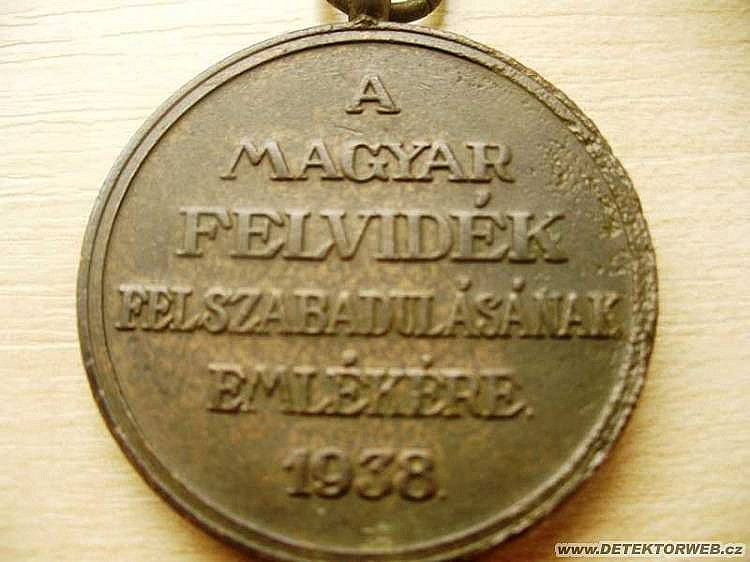 A
MAGYAR
FELVIDÉK
FELSZABADULÁSÁNAK
EMLÉKÉRE.
1938.
www.DETEKTORWEB.cz